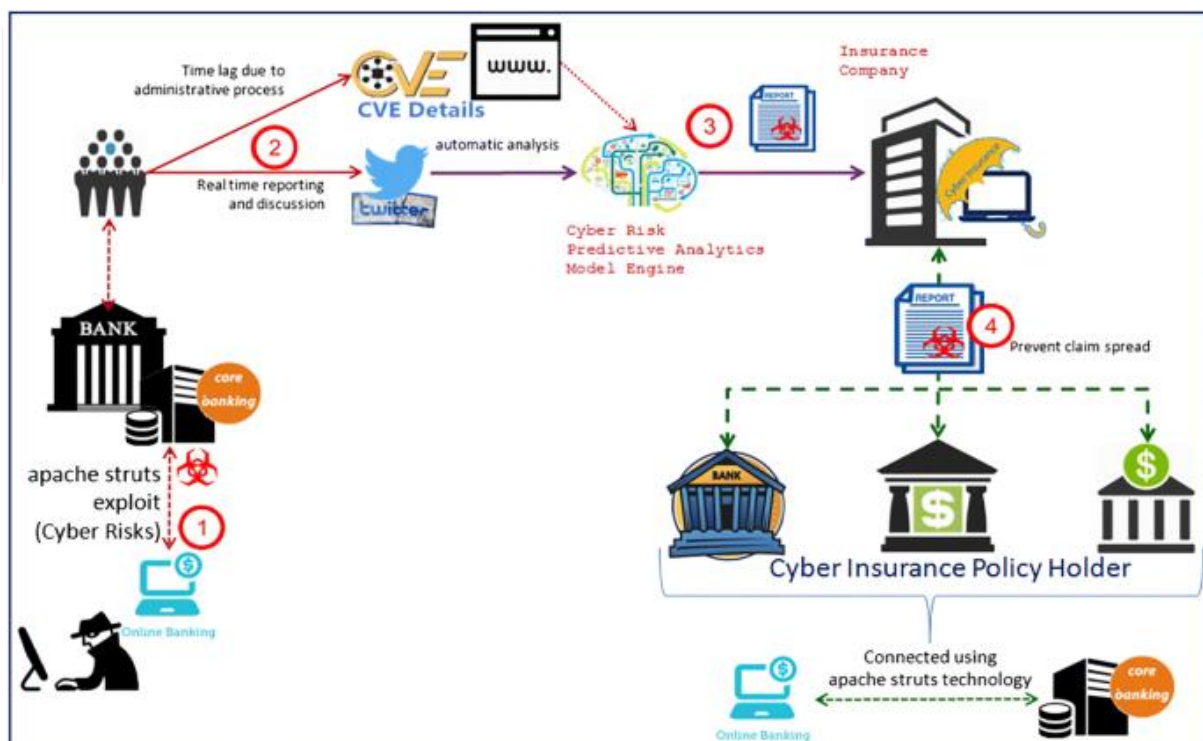 Time lag due to
administrative process
CVE
CVE Details
www.
2
Real time reporting
and discussion
twitter
automatic analysis
Cyber Risk
Predictive Analytics
Model Engine
3
REPORT
Insurance
Company
Cyber Insurance
BANK
core
banking
apache struts
exploit
(Cyber Risks)
1
$
Online Banking
REPORT
4
Prevent claim spread
BANK
$
$
Cyber Insurance Policy Holder
Connected using
apache struts technology
$
Online Banking
core
banking